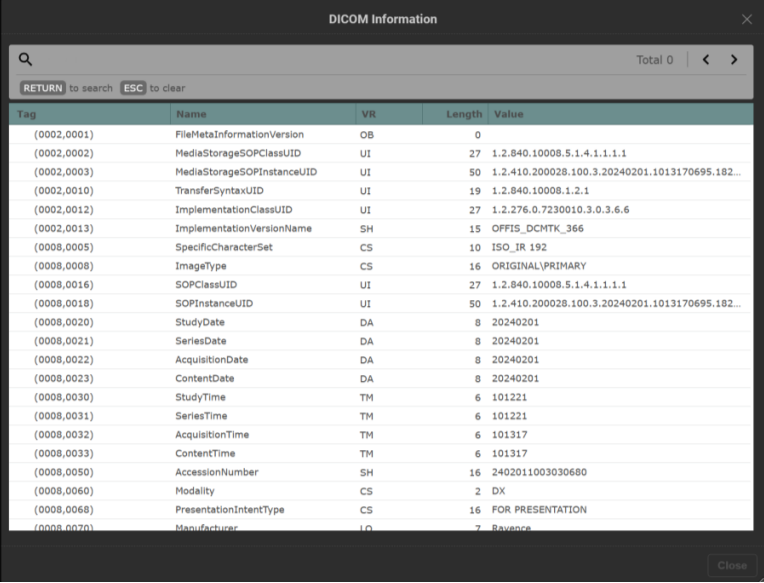 DICOM Information
Total 0
RETURN to search ESC to clear
Tag Name VR Length Value
(0002,0001) FileMetaInformationVersion OB 0
(0002,0002) MediaStorageSOPClassUID UI 27 1.2.840.10008.5.1.4.1.1.1.1
(0002,0003) MediaStorageSOPInstanceUID UI 50 1.2.410.200028.100.3.20240201.1013170695.182...
(0002,0010) TransferSyntaxUID UI 19 1.2.840.10008.1.2.1
(0002,0012) ImplementationClassUID UI 27 1.2.276.0.7230010.3.0.3.6.6
(0002,0013) ImplementationVersionName SH 15 OFFIS_DCMTK_366
(0008,0005) SpecificCharacterSet CS 10 ISO_IR 192
(0008,0008) ImageType CS 16 ORIGINAL\PRIMARY
(0008,0016) SOPClassUID UI 27 1.2.840.10008.5.1.4.1.1.1.1
(0008,0018) SOPInstanceUID UI 50 1.2.410.200028.100.3.20240201.1013170695.182...
(0008,0020) StudyDate DA 8 20240201
(0008,0021) SeriesDate DA 8 20240201
(0008,0022) AcquisitionDate DA 8 20240201
(0008,0023) ContentDate DA 8 20240201
(0008,0030) StudyTime TM 6 101221
(0008,0031) SeriesTime TM 6 101221
(0008,0032) AcquisitionTime TM 6 101317
(0008,0033) ContentTime TM 6 101317
(0008,0050) AccessionNumber SH 16 2402011003030680
(0008,0060) Modality CS 2 DX
(0008,0068) PresentationIntentType CS 16 FOR PRESENTATION
(0008,0070) Manufacturer LO 7 Rayence
Close